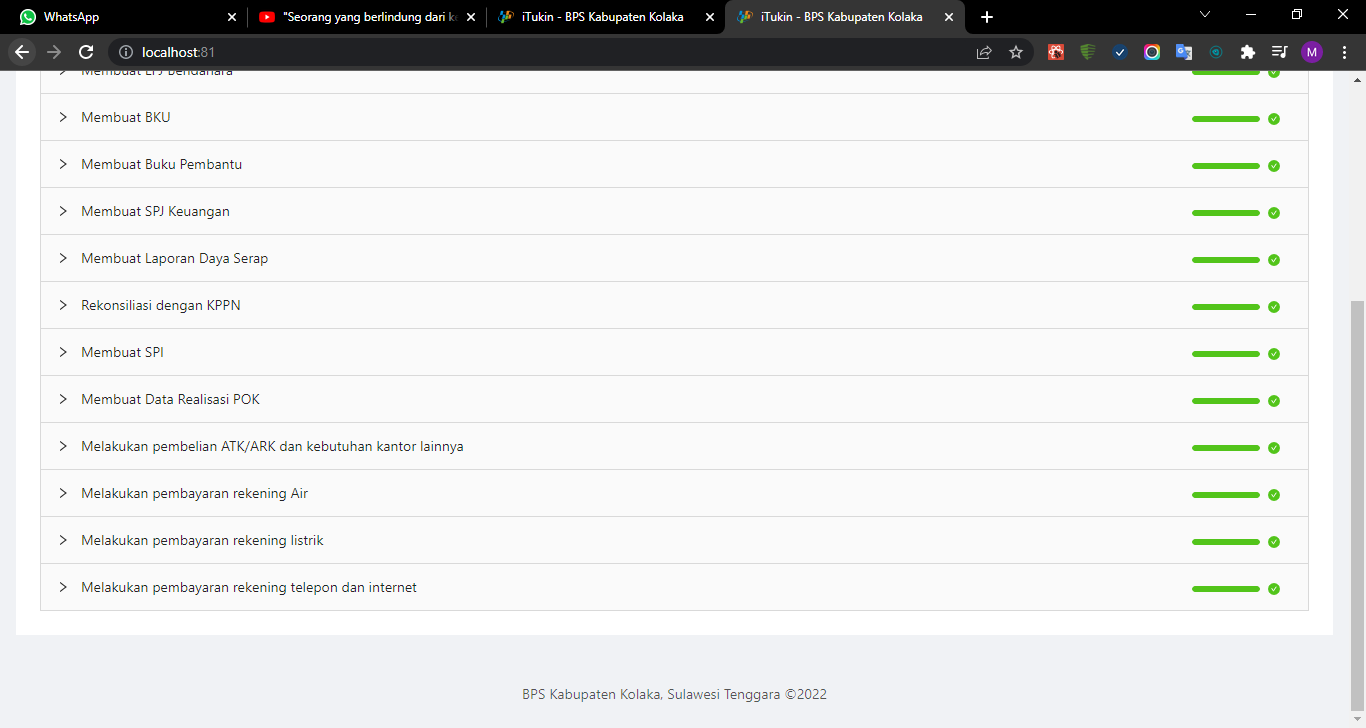 WhatsApp
"Seorang yang berlindung dari k
iTukin - BPS Kabupaten Kolaka
iTukin - BPS Kabupaten Kolaka
localhost:81
M
Membuat LPJ Bendahara
Membuat BKU
Membuat Buku Pembantu
Membuat SPJ Keuangan
Membuat Laporan Daya Serap
Rekonsiliasi dengan KPPN
Membuat SPI
Membuat Data Realisasi POK
Melakukan pembelian ATK/ARK dan kebutuhan kantor lainnya
Melakukan pembayaran rekening Air
Melakukan pembayaran rekening listrik
Melakukan pembayaran rekening telepon dan internet
BPS Kabupaten Kolaka, Sulawesi Tenggara ©2022